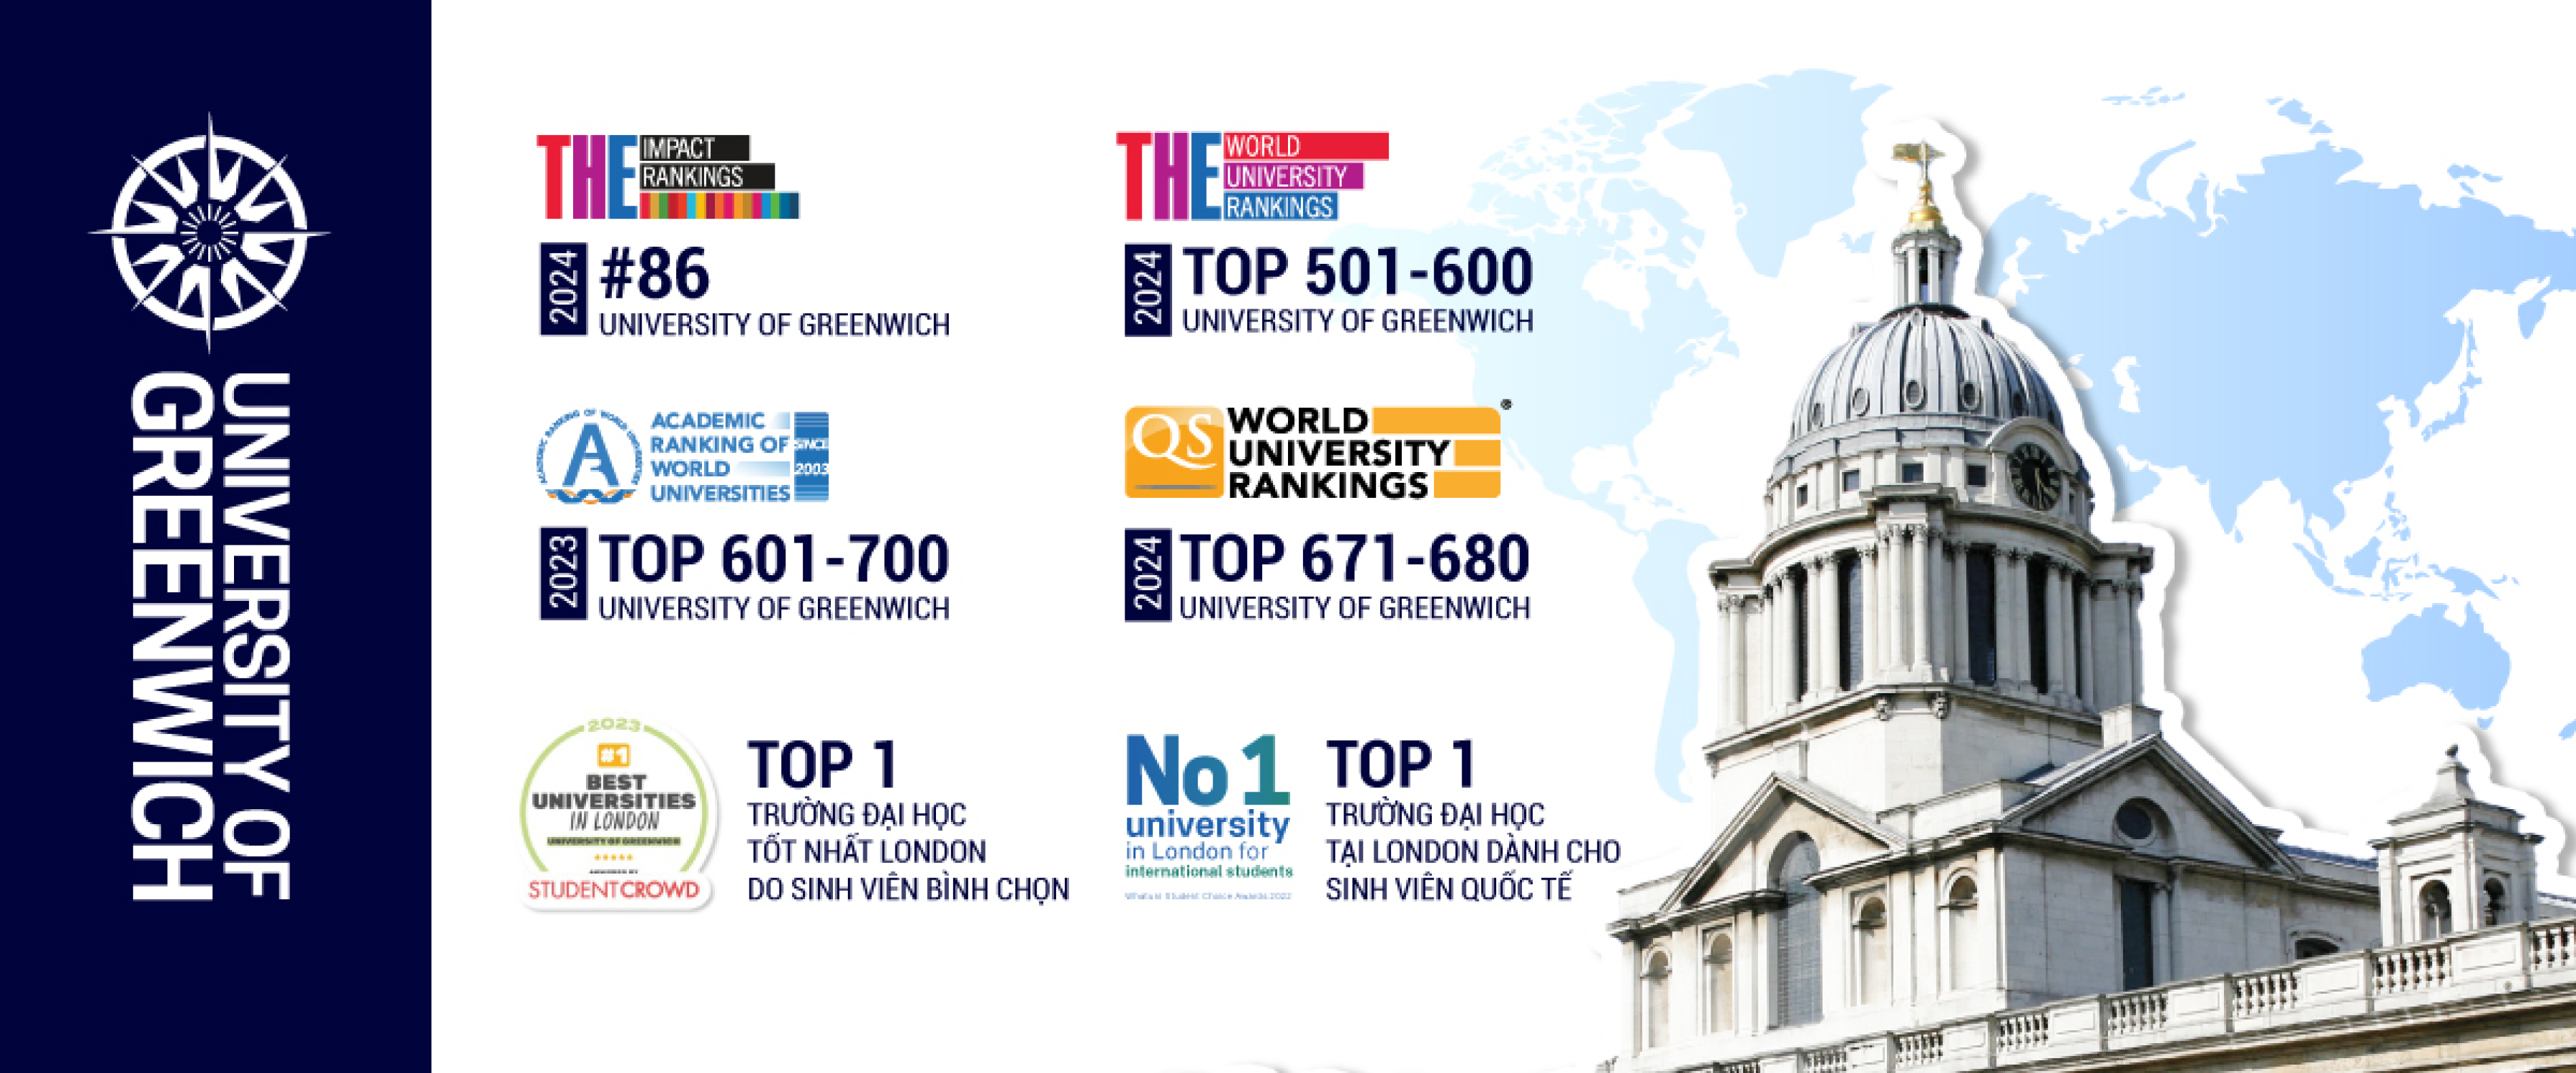 UNIVERSITY OF
GREENWICH
THE IMPACT
RANKINGS
2024
#86
UNIVERSITY OF GREENWICH
THE WORLD
UNIVERSITY
RANKINGS
2024
TOP 501-600
UNIVERSITY OF GREENWICH
ACADEMIC RANKING OF WORLD UNIVERSITIES
A
ACADEMIC
RANKING OF
WORLD
UNIVERSITIES
SINCE
2003
2023
TOP 601-700
UNIVERSITY OF GREENWICH
QS
WORLD
UNIVERSITY
RANKINGS
®
2024
TOP 671-680
UNIVERSITY OF GREENWICH
2023
#1
BEST
UNIVERSITIES
IN LONDON
UNIVERSITY OF GREENWICH
STUDENTCROWD
TOP 1
TRƯỜNG ĐẠI HỌC
TỐT NHẤT LONDON
DO SINH VIÊN BÌNH CHỌN
No 1
university
in London for
international students
Whatuni Student Choice Awards 2022
TOP 1
TRƯỜNG ĐẠI HỌC
TẠI LONDON DÀNH CHO
SINH VIÊN QUỐC TẾ